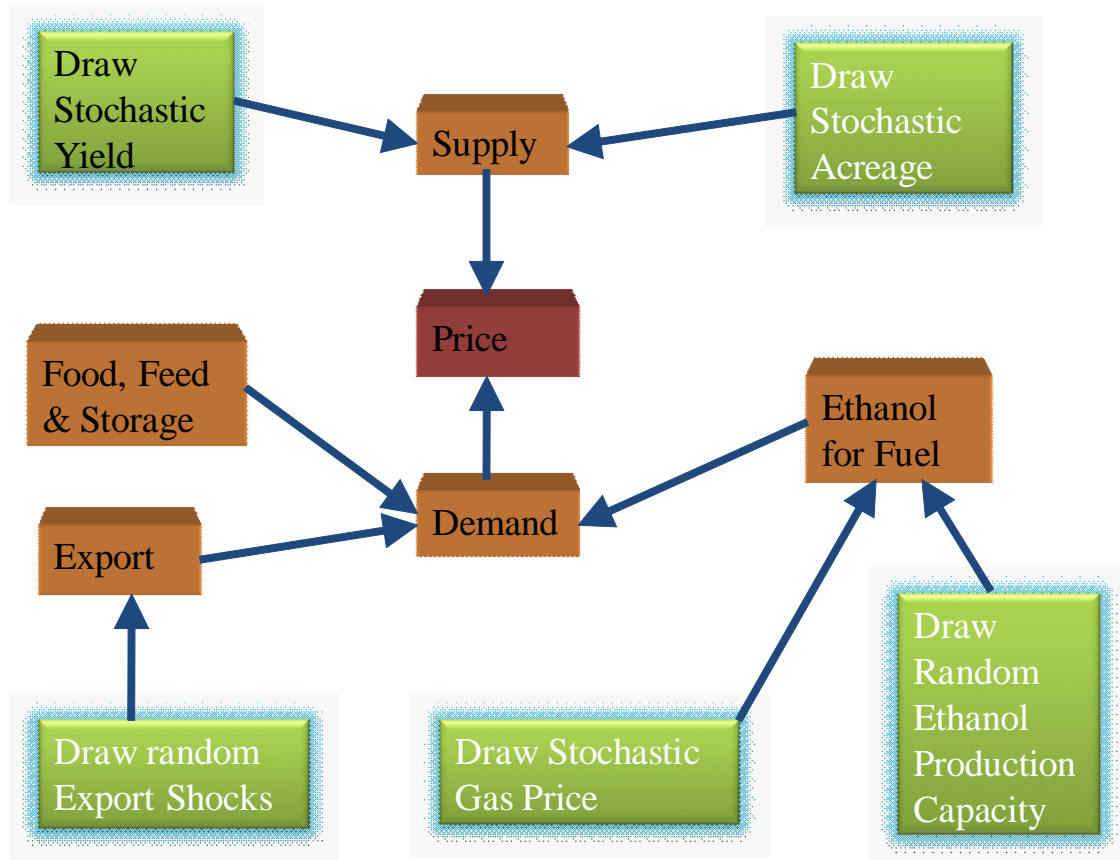 Draw
Stochastic
Yield
Supply
Draw
Stochastic
Acreage
Price
Food, Feed
& Storage
Ethanol
for Fuel
Demand
Export
Draw random
Export Shocks
Draw Stochastic
Gas Price
Draw
Random
Ethanol
Production
Capacity